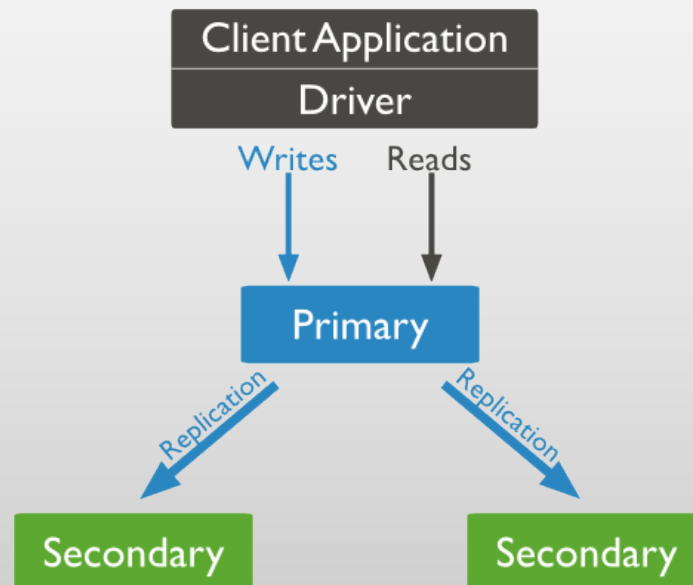 Client Application
Driver
Writes
Reads
Primary
Replication
Replication
Secondary
Secondary